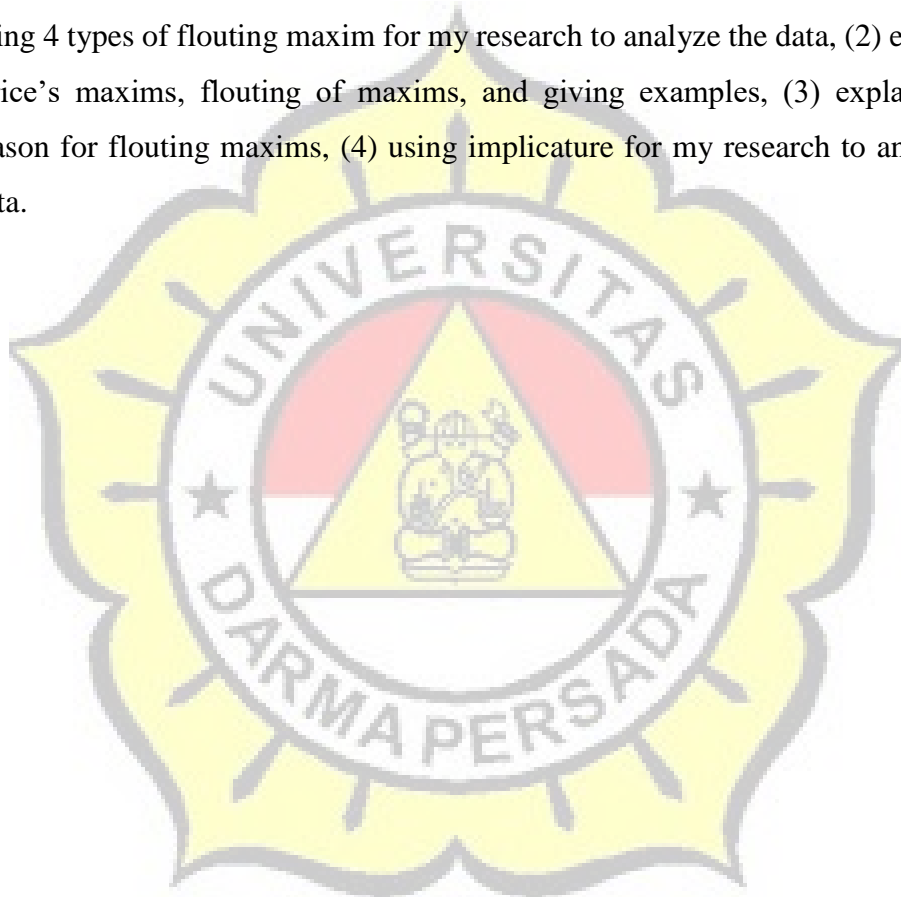 ing 4 types of flouting maxim for my research to analyze the data, (2) e
ice's maxims, flouting of maxims, and giving examples, (3) expla
ason for flouting maxims, (4) using implicature for my research to an
ta.
UNIVERSITAS
DARMA PERSADA